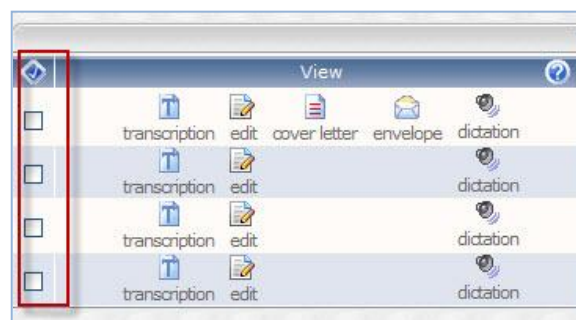 View
transcription edit cover letter envelope dictation
transcription edit dictation
transcription edit dictation
transcription edit dictation